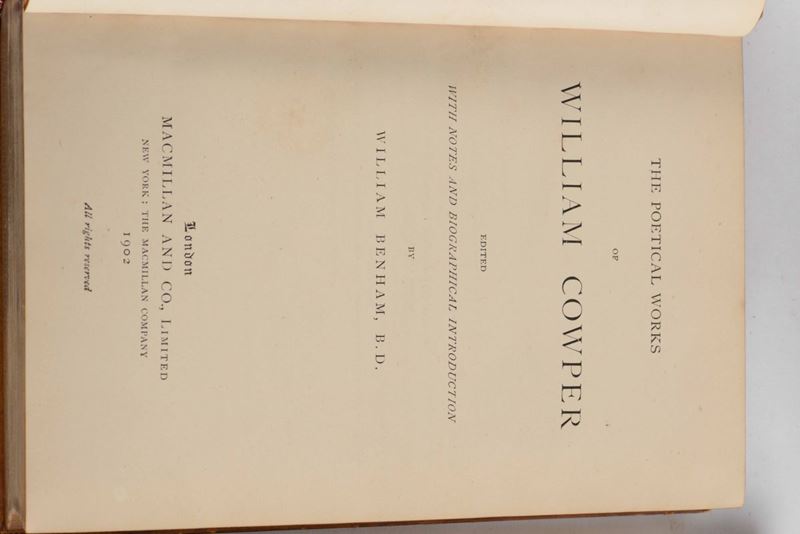 THE POETICAL WORKS
OF
WILLIAM COWPER
EDITED
WITH NOTES AND BIOGRAPHICAL INTRODUCTION
BY
WILLIAM BENHAM, B.D.
London
MACMILLAN AND CO., LIMITED
NEW YORK: THE MACMILLAN COMPANY
1902
All rights reserved